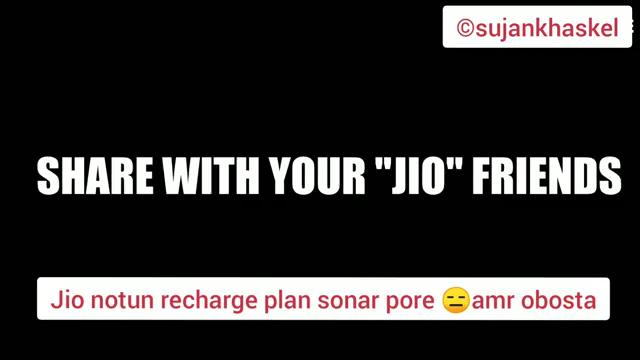 ©sujankhaskel
SHARE WITH YOUR "JIO" FRIENDS
Jio notun recharge plan sonar pore 😑amr obosta